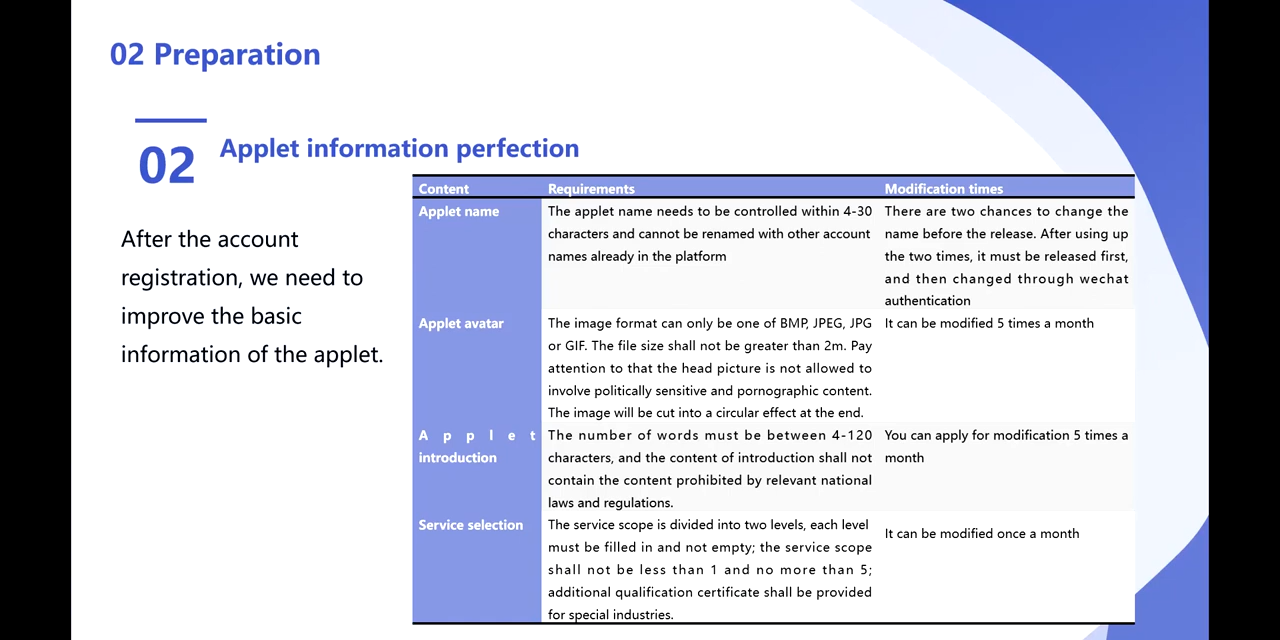 02 Preparation
02
Applet information perfection
After the account
registration, we need to
improve the basic
information of the applet.
Content Requirements Modification times
Applet name
The applet name needs to be controlled within 4-30
characters and cannot be renamed with other account
names already in the platform
There are two chances to change the
name before the release. After using up
the two times, it must be released first,
and then changed through wechat
authentication
Applet avatar
The image format can only be one of BMP, JPEG, JPG
or GIF. The file size shall not be greater than 2m. Pay
attention to that the head picture is not allowed to
involve politically sensitive and pornographic content.
The image will be cut into a circular effect at the end.
It can be modified 5 times a month
Applet
introduction
The number of words must be between 4-120
characters, and the content of introduction shall not
contain the content prohibited by relevant national
laws and regulations.
You can apply for modification 5 times a
month
Service selection
The service scope is divided into two levels, each level
must be filled in and not empty; the service scope
shall not be less than 1 and no more than 5;
additional qualification certificate shall be provided
for special industries.
It can be modified once a month